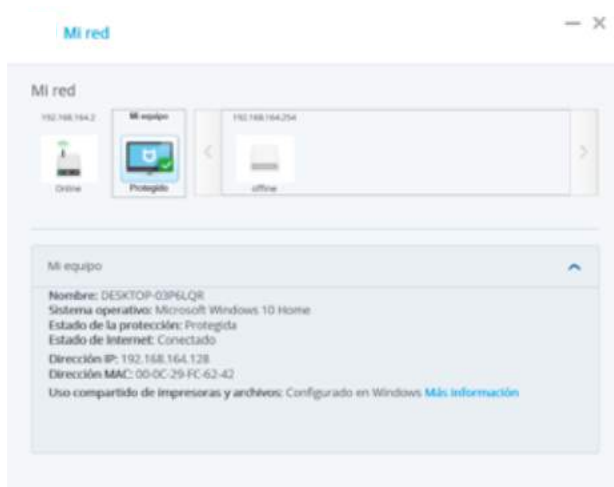 Mi red
Mi red
192.168.164.2
Mi equipo
192.168.164.254
Online
Protegido
offline
Mi equipo
Nombre: DESKTOP-03P6LQR
Sistema operativo: Microsoft Windows 10 Home
Estado de la protección: Protegida
Estado de Internet: Conectado
Dirección IP: 192.168.164.128
Dirección MAC: 00-0C-29-FC-62-42
Uso compartido de impresoras y archivos: Configurado en Windows Más información